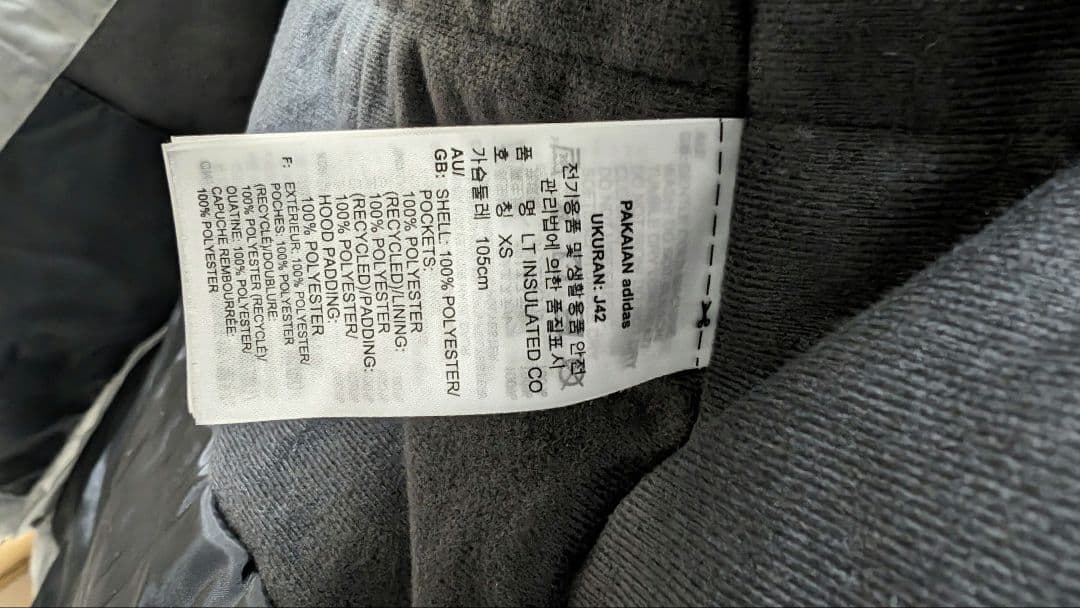 PAKAIAN adidas
UKURAN: J42
전기용품 및 생활용품 안전
관리법에 의한 품질표시
품 명 LT INSULATED CO
호 칭 XS
가슴둘레 105cm
AU/
GB: SHELL: 100% POLYESTER/
POCKETS:
100% POLYESTER
(RECYCLED)/LINING:
100% POLYESTER
(RECYCLED)/PADDING:
100% POLYESTER/
HOOD PADDING:
100% POLYESTER
F: EXTERIEUR: 100% POLYESTER/
POCHES: 100% POLYESTER
(RECYCLÉ)/DOUBLURE:
100% POLYESTER (RECYCLÉ)/
OUATINE: 100% POLYESTER/
CAPUCHE REMBOURRÉE:
100% POLYESTER